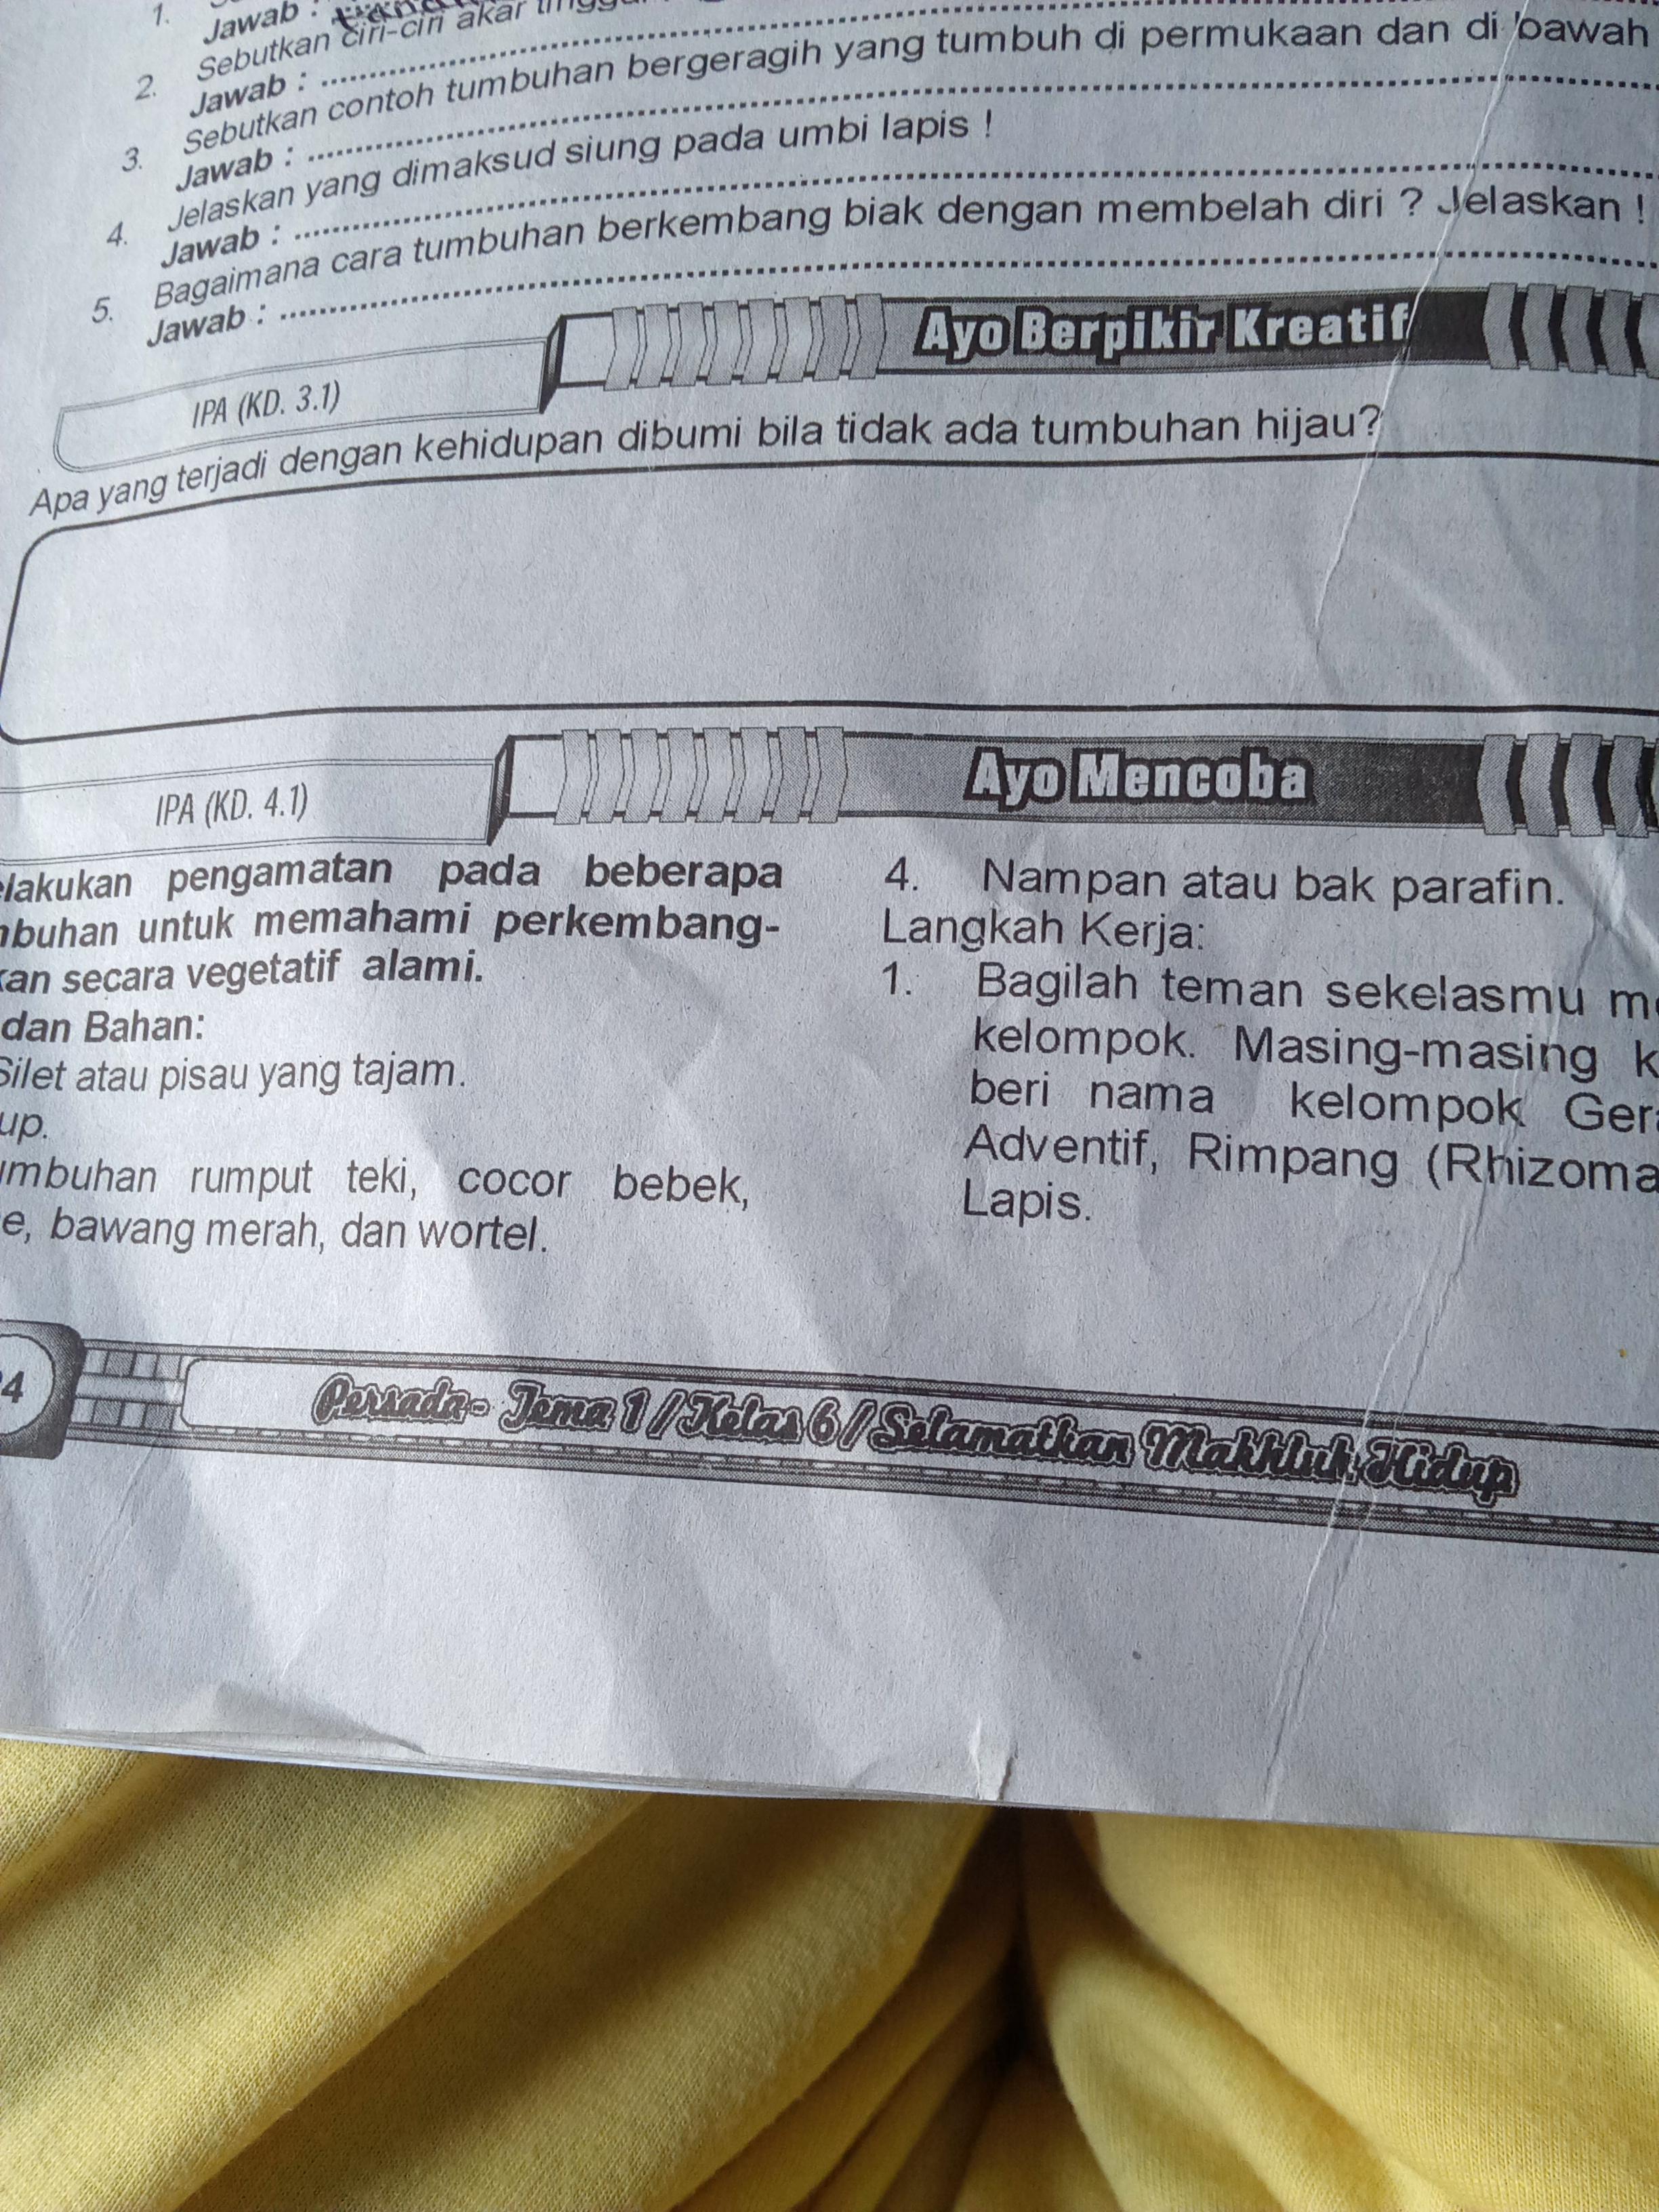 1.
Jawab :
2. Sebutkan ciri-ciri akar
Jawab :
3. Sebutkan contoh tumbuhan bergeragih yang tumbuh di permukaan dan di bawah
Jawab :
4. Jelaskan yang dimaksud siung pada umbi lapis !
Jawab :
5. Bagaimana cara tumbuhan berkembang biak dengan membelah diri ? Jelaskan !
Jawab :
Ayo Berpikir Kreatif
IPA (KD. 3.1)
Apa yang terjadi dengan kehidupan dibumi bila tidak ada tumbuhan hijau?
Ayo Mencoba
IPA (KD. 4.1)
elakukan pengamatan pada beberapa
mbuhan untuk memahami perkembang-
kan secara vegetatif alami.
dan Bahan:
Silet atau pisau yang tajam.
up.
umbuhan rumput teki, cocor bebek,
e, bawang merah, dan wortel.
4. Nampan atau bak parafin.
Langkah Kerja:
1. Bagilah teman sekelasmu me
kelompok. Masing-masing k
beri nama kelompok Gera
Adventif, Rimpang (Rhizoma
Lapis.
4
Persada- Tema 1 / Kelas 6 / Selamatkan Makhluk Hidup